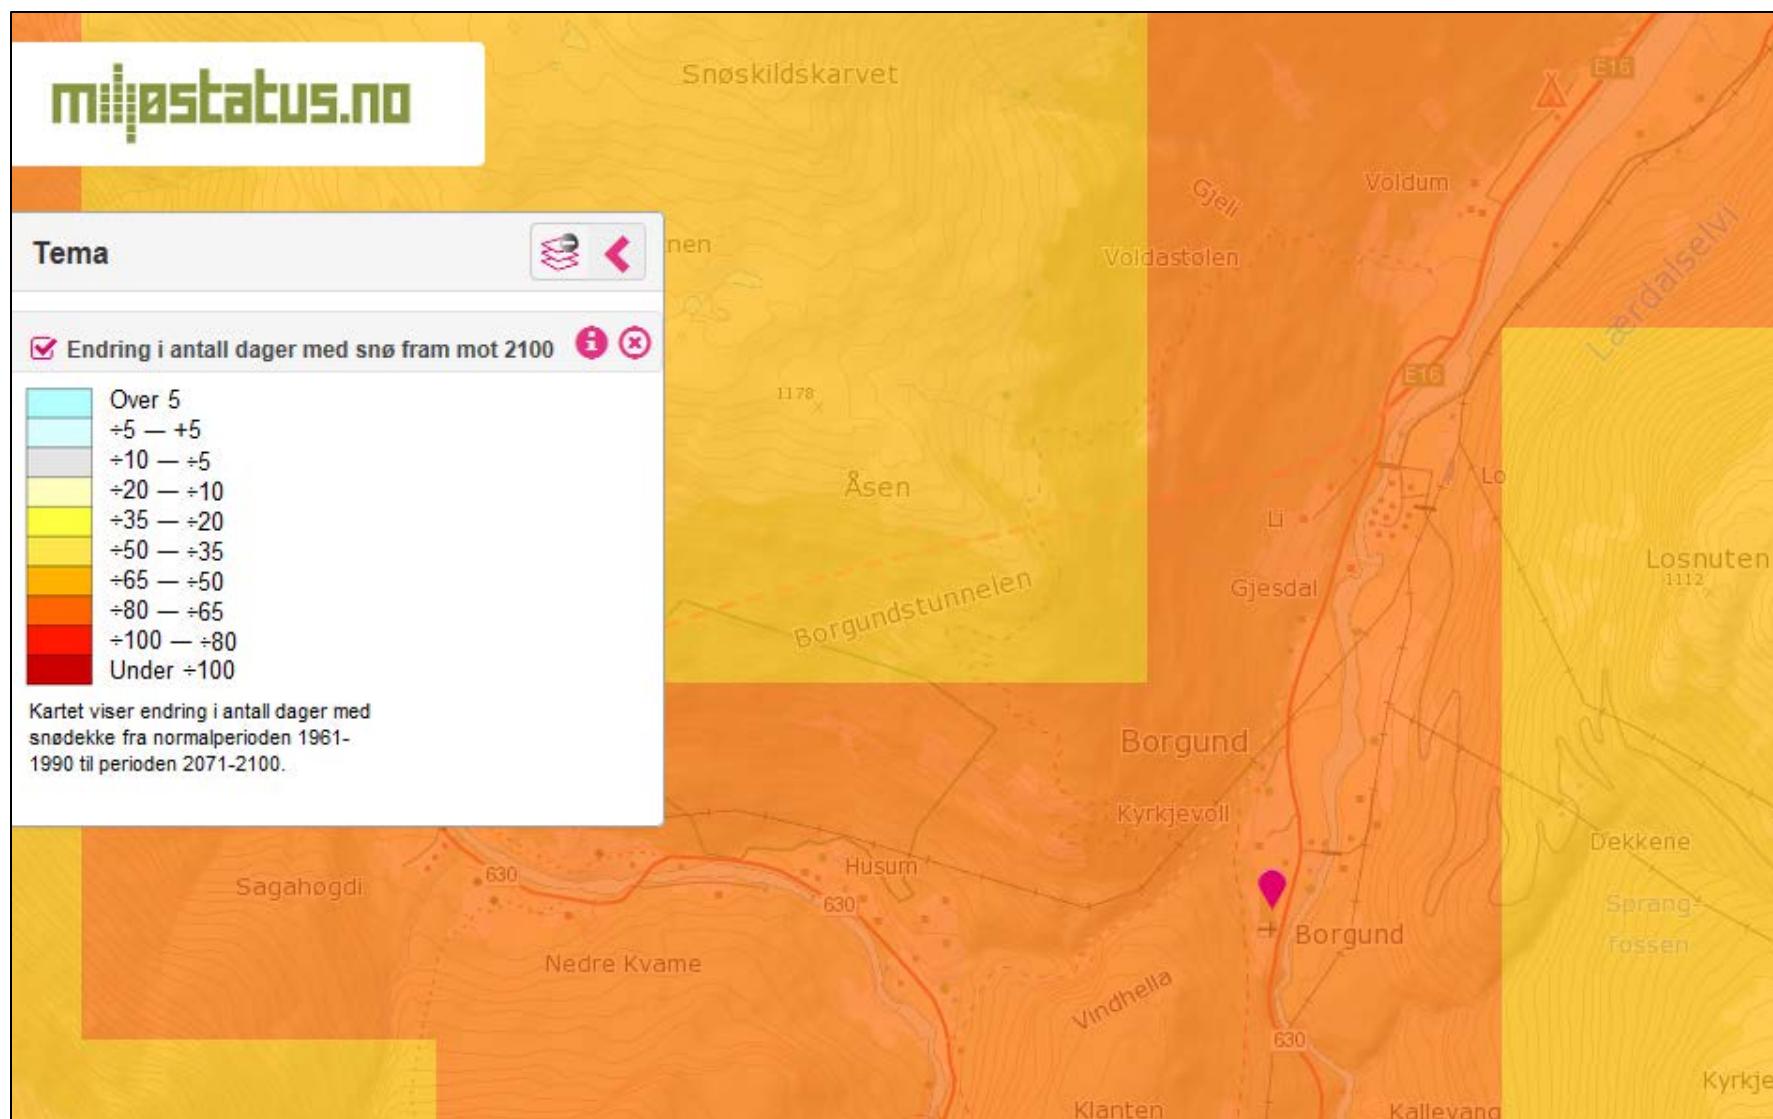 miljøstatus.no
Tema
Endring i antall dager med snø fram mot 2100
Over 5
÷5 — +5
÷10 — ÷5
÷20 — ÷10
÷35 — ÷20
÷50 — ÷35
÷65 — ÷50
÷80 — ÷65
÷100 — ÷80
Under ÷100
Kartet viser endring i antall dager med
snødekke fra normalperioden 1961-
1990 til perioden 2071-2100.
Snøskildskarvet
E16
Voldum
Gjeli
nen
Voldastolen
Lærdalselvi
E16
1178
Åsen
Lo
Li
Losnuten
1112
Gjesdal
Borgundstunnelen
Borgund
Kyrkjevoll
Dekkene
Husum
630
Sagahøgdi
630
Sprang-
fossen
Borgund
Nedre Kvame
Vindhella
630
Kyrkje
Klanten
Kallevang